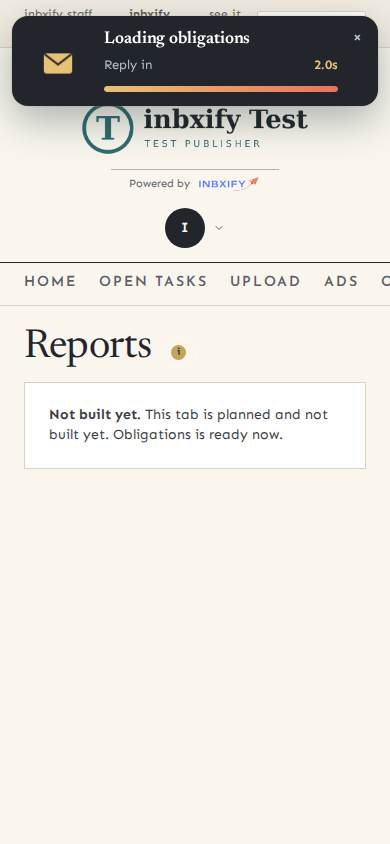 inbxify staff inbxify see it
Loading obligations
×
Reply in 2.0s
T
inbxify Test
TEST PUBLISHER
Powered by INBXIFY
I
HOME OPEN TASKS UPLOAD ADS
Reports i
Not built yet. This tab is planned and not
built yet. Obligations is ready now.